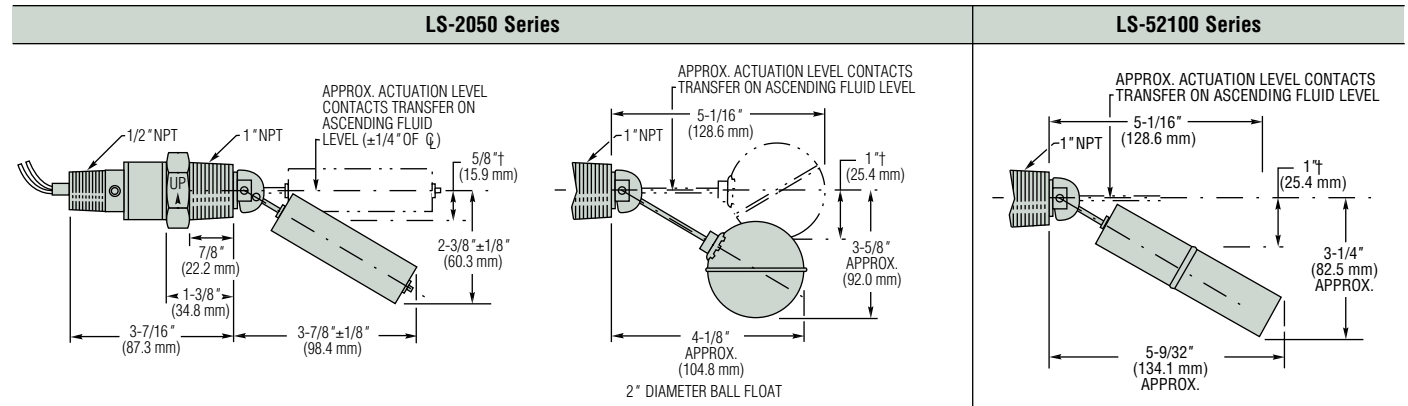 LS-2050 Series
LS-52100 Series
APPROX. ACTUATION LEVEL
CONTACTS TRANSFER ON
ASCENDING FLUID
LEVEL (±1/4" OF ℄)
1/2" NPT
1" NPT
UP
5/8"†
(15.9 mm)
2-3/8"±1/8"
(60.3 mm)
7/8"
(22.2 mm)
1-3/8"
(34.8 mm)
3-7/16"
(87.3 mm)
3-7/8"±1/8"
(98.4 mm)
APPROX. ACTUATION LEVEL CONTACTS
TRANSFER ON ASCENDING FLUID LEVEL
5-1/16"
(128.6 mm)
1" NPT
1"†
(25.4 mm)
3-5/8"
APPROX.
(92.0 mm)
4-1/8"
APPROX.
(104.8 mm)
2" DIAMETER BALL FLOAT
APPROX. ACTUATION LEVEL CONTACTS
TRANSFER ON ASCENDING FLUID LEVEL
5-1/16"
(128.6 mm)
1" NPT
1"†
(25.4 mm)
3-1/4"
(82.5 mm)
APPROX.
5-9/32"
(134.1 mm)
APPROX.